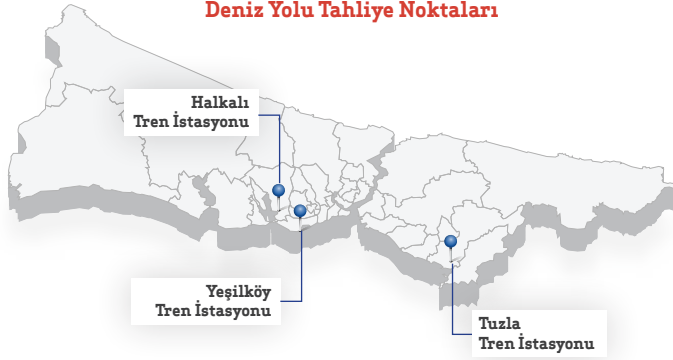 Deniz Yolu Tahliye Noktaları
Halkalı
Tren İstasyonu
Yeşilköy
Tren İstasyonu
Tuzla
Tren İstasyonu